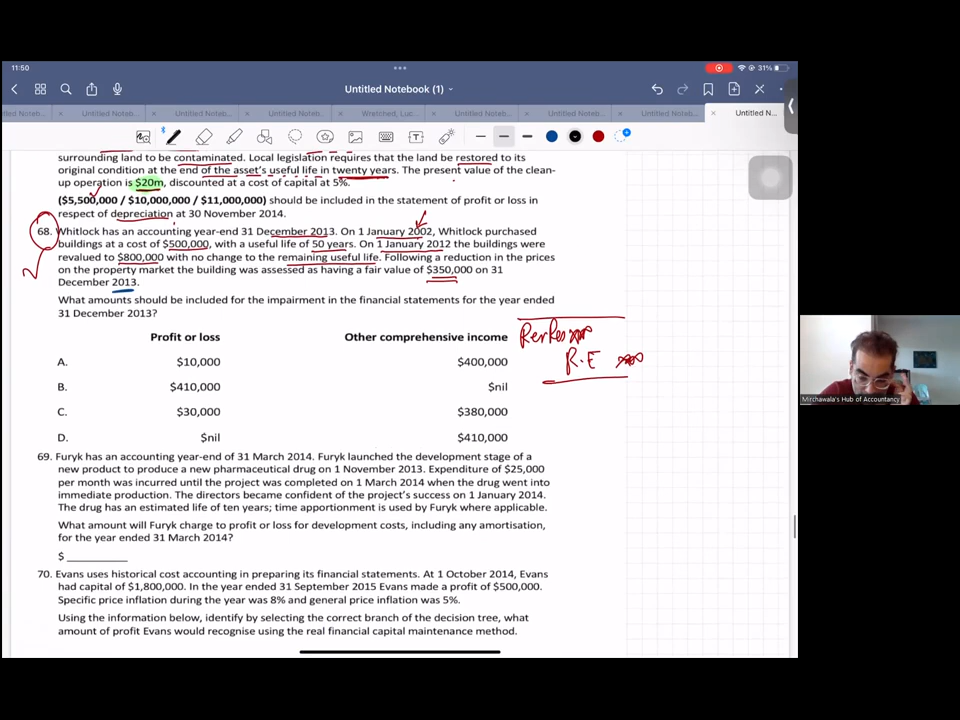 11:50
31%
Untitled Notebook (1)
Untitled Notab... Wretched, Luc... Untitled N...
surrounding land to be contaminated. Local legislation requires that the land be restored to its
original condition at the end of the asset's useful life in twenty years. The present value of the clean-
up operation is $20m, discounted at a cost of capital at 5%.
($5,500,000 / $10,000,000 / $11,000,000) should be included in the statement of profit or loss in
respect of depreciation at 30 November 2014.
68. Whitlock has an accounting year-end 31 December 2013. On 1 January 2002, Whitlock purchased
buildings at a cost of $500,000, with a useful life of 50 years. On 1 January 2012 the buildings were
revalued to $800,000 with no change to the remaining useful life. Following a reduction in the prices
on the property market the building was assessed as having a fair value of $350,000 on 31
December 2013.
What amounts should be included for the impairment in the financial statements for the year ended
31 December 2013?
Profit or loss Other comprehensive income
A. $10,000 $400,000
B. $410,000 $nil
C. $30,000 $380,000
D. $nil $410,000
R.E
69. Furyk has an accounting year-end of 31 March 2014. Furyk launched the development stage of a
new product to produce a new pharmaceutical drug on 1 November 2013. Expenditure of $25,000
per month was incurred until the project was completed on 1 March 2014 when the drug went into
immediate production. The directors became confident of the project's success on 1 January 2014.
The drug has an estimated life of ten years; time apportionment is used by Furyk where applicable.
What amount will Furyk charge to profit or loss for development costs, including any amortisation,
for the year ended 31 March 2014?
$ __________
70. Evans uses historical cost accounting in preparing its financial statements. At 1 October 2014, Evans
had capital of $1,800,000. In the year ended 31 September 2015 Evans made a profit of $500,000.
Specific price inflation during the year was 8% and general price inflation was 5%.
Using the information below, identify by selecting the correct branch of the decision tree, what
amount of profit Evans would recognise using the real financial capital maintenance method.
Mirchawala's Hub of Accountancy